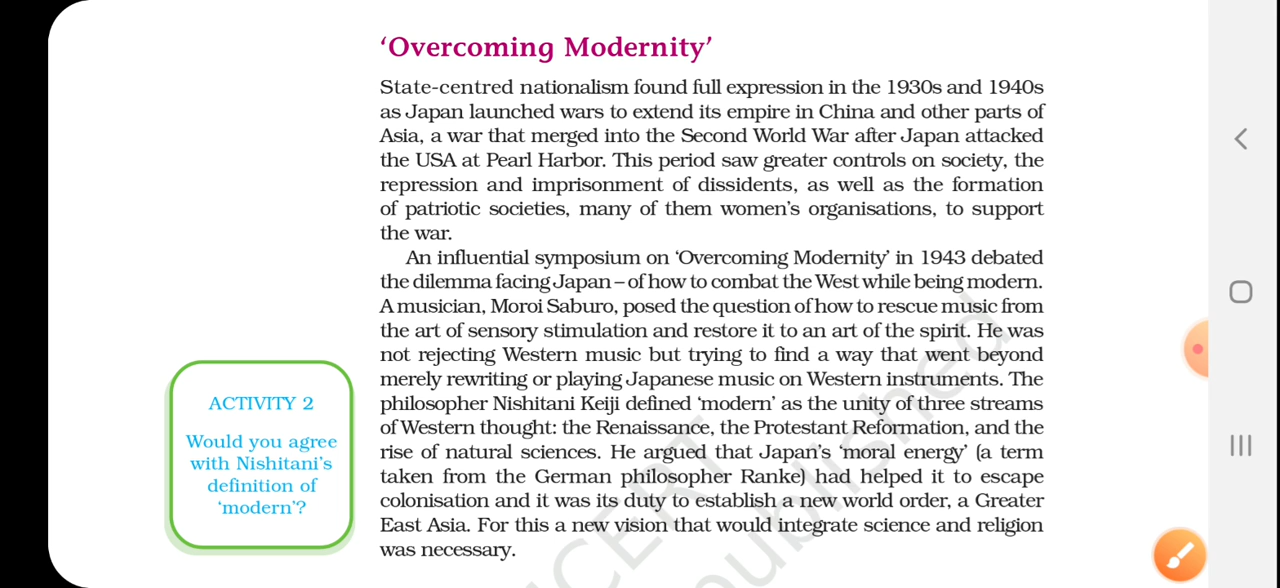 ‘Overcoming Modernity’
State-centred nationalism found full expression in the 1930s and 1940s
as Japan launched wars to extend its empire in China and other parts of
Asia, a war that merged into the Second World War after Japan attacked
the USA at Pearl Harbor. This period saw greater controls on society, the
repression and imprisonment of dissidents, as well as the formation
of patriotic societies, many of them women’s organisations, to support
the war.
An influential symposium on ‘Overcoming Modernity’ in 1943 debated
the dilemma facing Japan – of how to combat the West while being modern.
A musician, Moroi Saburo, posed the question of how to rescue music from
the art of sensory stimulation and restore it to an art of the spirit. He was
not rejecting Western music but trying to find a way that went beyond
merely rewriting or playing Japanese music on Western instruments. The
philosopher Nishitani Keiji defined ‘modern’ as the unity of three streams
of Western thought: the Renaissance, the Protestant Reformation, and the
rise of natural sciences. He argued that Japan’s ‘moral energy’ (a term
taken from the German philosopher Ranke) had helped it to escape
colonisation and it was its duty to establish a new world order, a Greater
East Asia. For this a new vision that would integrate science and religion
was necessary.
ACTIVITY 2
Would you agree
with Nishitani’s
definition of
‘modern’?
NCERT
published